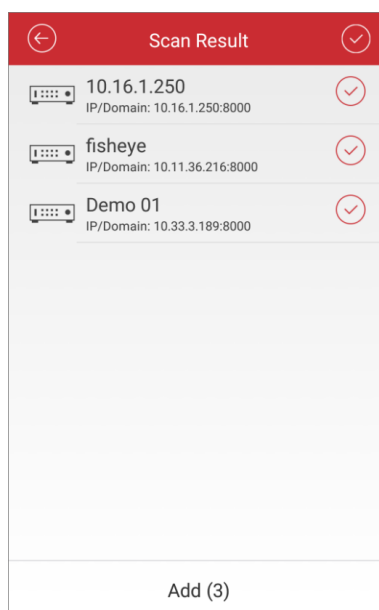 Scan Result
10.16.1.250
IP/Domain: 10.16.1.250:8000
fisheye
IP/Domain: 10.11.36.216:8000
Demo 01
IP/Domain: 10.33.3.189:8000
Add (3)